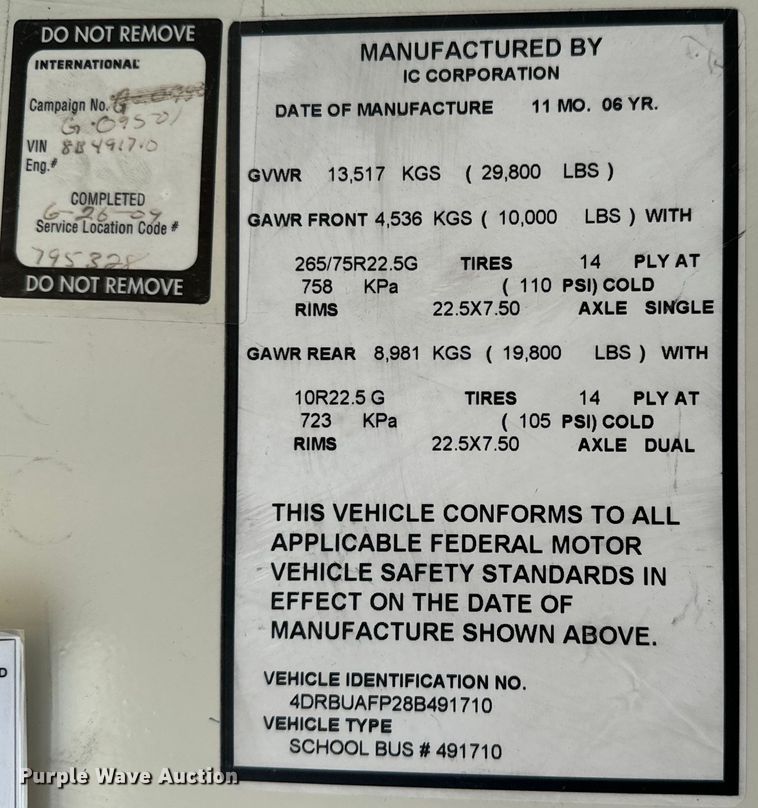 DO NOT REMOVE
INTERNATIONAL
Campaign No. G
G-09501
VIN 8B491710
Eng.#
COMPLETED
6-26-09
Service Location Code #
795328
DO NOT REMOVE
MANUFACTURED BY
IC CORPORATION
DATE OF MANUFACTURE 11 MO. 06 YR.
GVWR 13,517 KGS ( 29,800 LBS )
GAWR FRONT 4,536 KGS ( 10,000 LBS ) WITH
265/75R22.5G TIRES 14 PLY AT
758 KPa ( 110 PSI) COLD
RIMS 22.5X7.50 AXLE SINGLE
GAWR REAR 8,981 KGS ( 19,800 LBS ) WITH
10R22.5 G TIRES 14 PLY AT
723 KPa ( 105 PSI) COLD
RIMS 22.5X7.50 AXLE DUAL
THIS VEHICLE CONFORMS TO ALL
APPLICABLE FEDERAL MOTOR
VEHICLE SAFETY STANDARDS IN
EFFECT ON THE DATE OF
MANUFACTURE SHOWN ABOVE.
VEHICLE IDENTIFICATION NO.
4DRBUAFP28B491710
VEHICLE TYPE
SCHOOL BUS # 491710
D
Purple Wave Auction